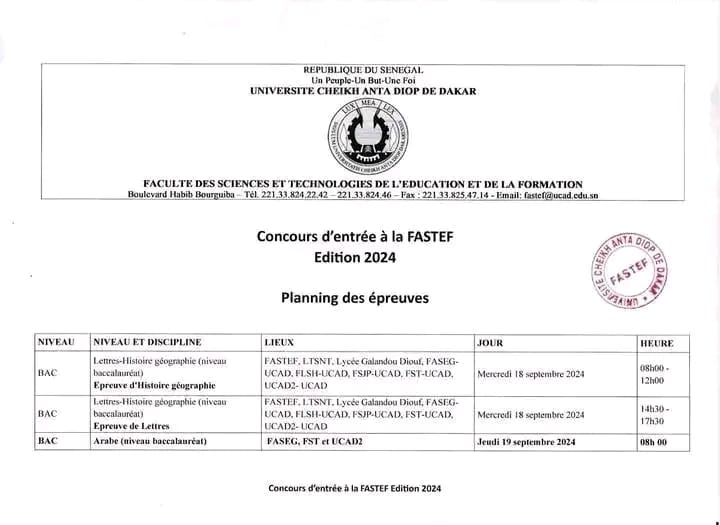 REPUBLIQUE DU SENEGAL
Un Peuple-Un But-Une Foi
UNIVERSITE CHEIKH ANTA DIOP DE DAKAR
LUX MEA LEX
FACULTE DES SCIENCES ET TECHNOLOGIES DE L'EDUCATION ET DE LA FORMATION
Boulevard Habib Bourguiba – Tél. 221.33.824.22.42 – 221.33.824.46 – Fax : 221.33.825.47.14 - Email: fastef@ucad.edu.sn
Concours d'entrée à la FASTEF
Edition 2024
UNIVERSITE CHEIKH ANTA DIOP DE DAKAR
FASTEF
Planning des épreuves
NIVEAU NIVEAU ET DISCIPLINE LIEUX JOUR HEURE
BAC
Lettres-Histoire géographie (niveau
baccalauréat)
Epreuve d'Histoire géographie
FASTEF, LTSNT, Lycée Galandou Diouf, FASEG-
UCAD, FLSH-UCAD, FSJP-UCAD, FST-UCAD,
UCAD2- UCAD
Mercredi 18 septembre 2024
08h00 -
12h00
BAC
Lettres-Histoire géographie (niveau
baccalauréat)
Epreuve de Lettres
FASTEF, LTSNT, Lycée Galandou Diouf, FASEG-
UCAD, FLSH-UCAD, FSJP-UCAD, FST-UCAD,
UCAD2- UCAD
Mercredi 18 septembre 2024
14h30 -
17h30
BAC Arabe (niveau baccalauréat) FASEG, FST et UCAD2 Jeudi 19 septembre 2024 08h 00
Concours d'entrée à la FASTEF Edition 2024